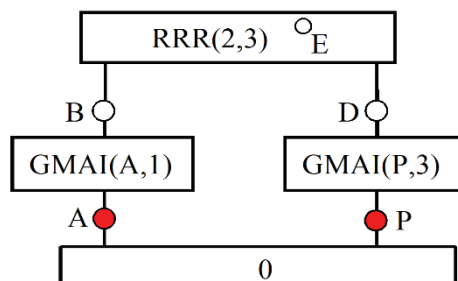 RRR(2,3) E
B D
GMAI(A,1) GMAI(P,3)
A P
0